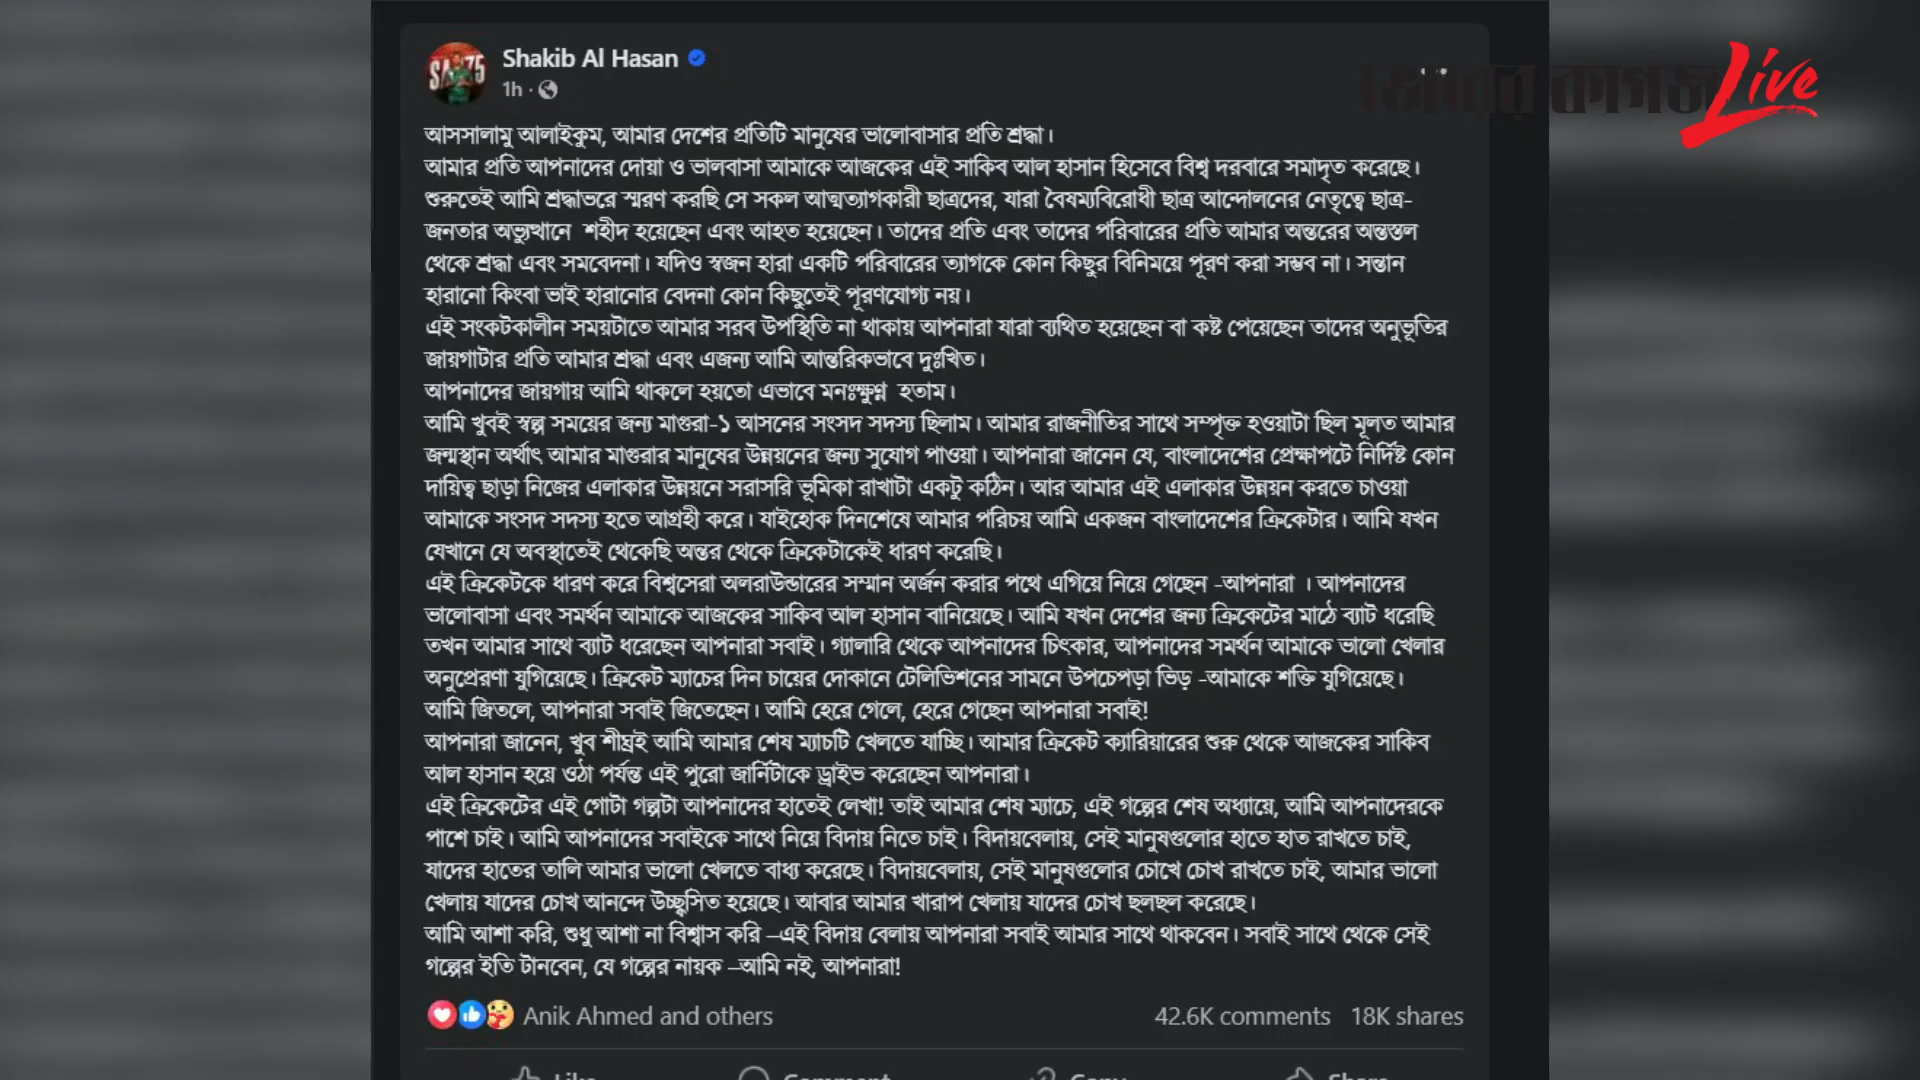 Shakib Al Hasan
1h ·
ভোরের কাগজ Live
আসসালামু আলাইকুম, আমার দেশের প্রতিটি মানুষের ভালোবাসার প্রতি শ্রদ্ধা।
আমার প্রতি আপনাদের দোয়া ও ভালবাসা আমাকে আজকের এই সাকিব আল হাসান হিসেবে বিশ্ব দরবারে সমাদৃত করেছে।
শুরুতেই আমি শ্রদ্ধাভরে স্মরণ করছি সে সকল আত্মত্যাগকারী ছাত্রদের, যারা বৈষম্যবিরোধী ছাত্র আন্দোলনের নেতৃত্বে ছাত্র-
জনতার অভ্যুত্থানে শহীদ হয়েছেন এবং আহত হয়েছেন। তাদের প্রতি এবং তাদের পরিবারের প্রতি আমার অন্তরের অন্তস্তল
থেকে শ্রদ্ধা এবং সমবেদনা। যদিও স্বজন হারা একটি পরিবারের ত্যাগকে কোন কিছুর বিনিময়ে পূরণ করা সম্ভব না। সন্তান
হারানো কিংবা ভাই হারানোর বেদনা কোন কিছুতেই পূরণযোগ্য নয়।
এই সংকটকালীন সময়টাতে আমার সরব উপস্থিতি না থাকায় আপনারা যারা ব্যথিত হয়েছেন বা কষ্ট পেয়েছেন তাদের অনুভূতির
জায়গাটার প্রতি আমার শ্রদ্ধা এবং এজন্য আমি আন্তরিকভাবে দুঃখিত।
আপনাদের জায়গায় আমি থাকলে হয়তো এভাবে মনঃক্ষুণ্ণ হতাম।
আমি খুবই স্বল্প সময়ের জন্য মাগুরা-১ আসনের সংসদ সদস্য ছিলাম। আমার রাজনীতির সাথে সম্পৃক্ত হওয়াটা ছিল মূলত আমার
জন্মস্থান অর্থাৎ আমার মাগুরার মানুষের উন্নয়নের জন্য সুযোগ পাওয়া। আপনারা জানেন যে, বাংলাদেশের প্রেক্ষাপটে নির্দিষ্ট কোন
দায়িত্ব ছাড়া নিজের এলাকার উন্নয়নে সরাসরি ভূমিকা রাখাটা একটু কঠিন। আর আমার এই এলাকার উন্নয়ন করতে চাওয়া
আমাকে সংসদ সদস্য হতে আগ্রহী করে। যাইহোক দিনশেষে আমার পরিচয় আমি একজন বাংলাদেশের ক্রিকেটার। আমি যখন
যেখানে যে অবস্থাতেই থেকেছি অন্তর থেকে ক্রিকেটাকেই ধারণ করেছি।
এই ক্রিকেটকে ধারণ করে বিশ্বসেরা অলরাউন্ডারের সম্মান অর্জন করার পথে এগিয়ে নিয়ে গেছেন -আপনারা । আপনাদের
ভালোবাসা এবং সমর্থন আমাকে আজকের সাকিব আল হাসান বানিয়েছে। আমি যখন দেশের জন্য ক্রিকেটের মাঠে ব্যাট ধরেছি
তখন আমার সাথে ব্যাট ধরেছেন আপনারা সবাই। গ্যালারি থেকে আপনাদের চিৎকার, আপনাদের সমর্থন আমাকে ভালো খেলার
অনুপ্রেরণা যুগিয়েছে। ক্রিকেট ম্যাচের দিন চায়ের দোকানে টেলিভিশনের সামনে উপচেপড়া ভিড় -আমাকে শক্তি যুগিয়েছে।
আমি জিতলে, আপনারা সবাই জিতেছেন। আমি হেরে গেলে, হেরে গেছেন আপনারা সবাই!
আপনারা জানেন, খুব শীঘ্রই আমি আমার শেষ ম্যাচটি খেলতে যাচ্ছি। আমার ক্রিকেট ক্যারিয়ারের শুরু থেকে আজকের সাকিব
আল হাসান হয়ে ওঠা পর্যন্ত এই পুরো জার্নিটাকে ড্রাইভ করেছেন আপনারা।
এই ক্রিকেটের এই গোটা গল্পটা আপনাদের হাতেই লেখা! তাই আমার শেষ ম্যাচে, এই গল্পের শেষ অধ্যায়ে, আমি আপনাদেরকে
পাশে চাই। আমি আপনাদের সবাইকে সাথে নিয়ে বিদায় নিতে চাই। বিদায়বেলায়, সেই মানুষগুলোর হাতে হাত রাখতে চাই,
যাদের হাতের তালি আমার ভালো খেলতে বাধ্য করেছে। বিদায়বেলায়, সেই মানুষগুলোর চোখে চোখ রাখতে চাই, আমার ভালো
খেলায় যাদের চোখ আনন্দে উচ্ছ্বসিত হয়েছে। আবার আমার খারাপ খেলায় যাদের চোখ ছলছল করেছে।
আমি আশা করি, শুধু আশা না বিশ্বাস করি –এই বিদায় বেলায় আপনারা সবাই আমার সাথে থাকবেন। সবাই সাথে থেকে সেই
গল্পের ইতি টানবেন, যে গল্পের নায়ক –আমি নই, আপনারা!
Anik Ahmed and others 42.6K comments 18K shares
Like Comment Copy Share